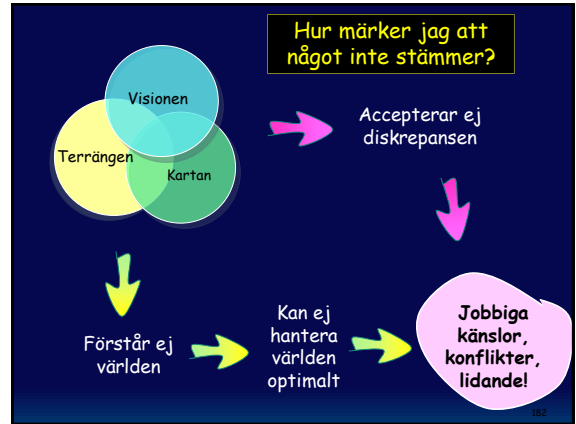 Hur märker jag att
något inte stämmer?
Visionen
Terrängen
Kartan
Accepterar ej
diskrepansen
Förstår ej
världen
Kan ej
hantera
världen
optimalt
Jobbiga
känslor,
konflikter,
lidande!
182